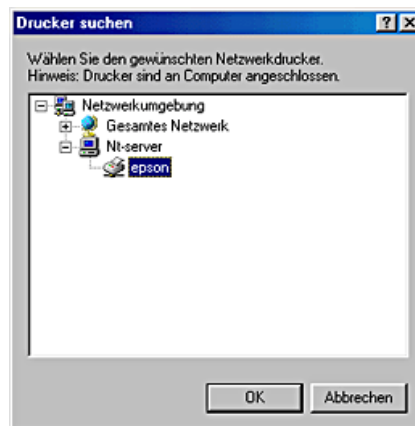 Drucker suchen
Wählen Sie den gewünschten Netzwerkdrucker.
Hinweis: Drucker sind an Computer angeschlossen.
Netzwerkumgebung
Gesamtes Netzwerk
Nt-server
epson
OK Abbrechen